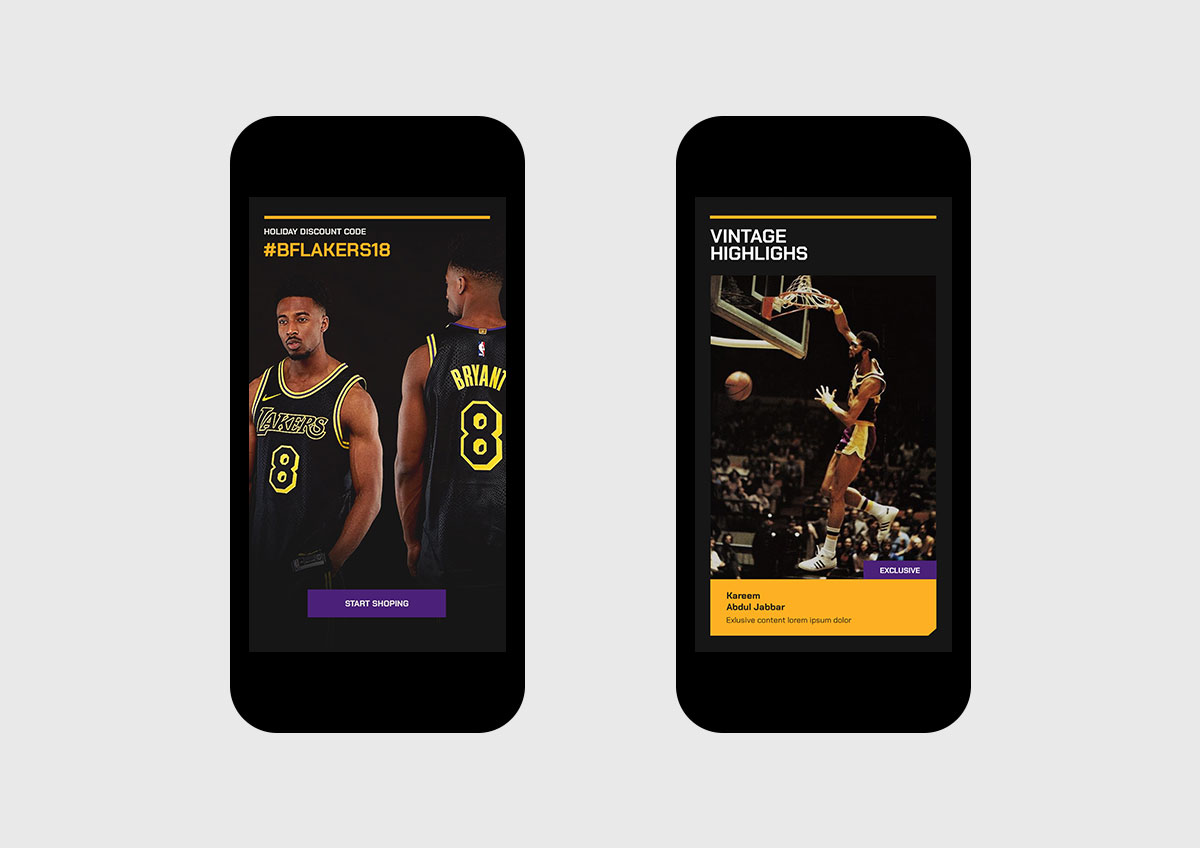 HOLIDAY DISCOUNT CODE
#BFLAKERS18
LAKERS
8
BRYANT
8
START SHOPING
VINTAGE
HIGHLIGHS
EXCLUSIVE
Kareem
Abdul Jabbar
Exlusive content lorem ipsum dolor